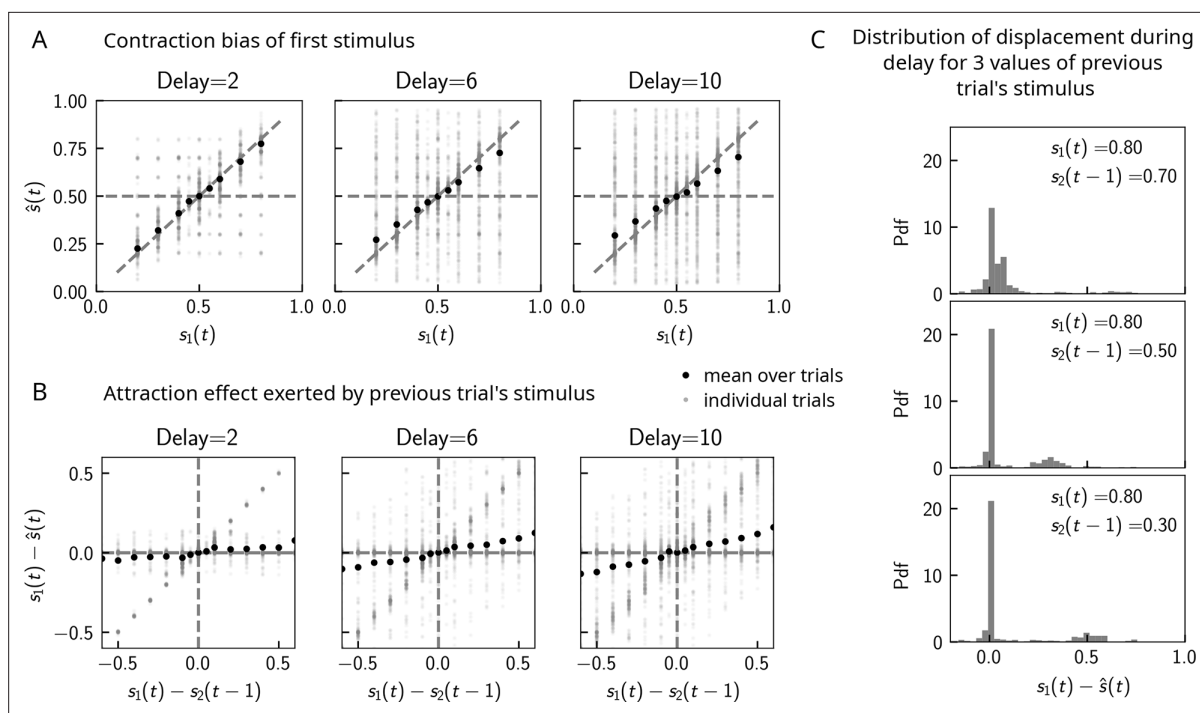 A
Contraction bias of first stimulus
Delay=2
Delay=6
Delay=10
1.00
0.75
0.50
0.25
0.00
ŝ(t)
0.0 0.5 1.0
0.0 0.5 1.0
0.0 0.5 1.0
s₁(t)
s₁(t)
s₁(t)
B
Attraction effect exerted by previous trial's stimulus
mean over trials
individual trials
Delay=2
Delay=6
Delay=10
0.5
0.0
−0.5
s₁(t) − ŝ(t)
−0.5 0.0 0.5
−0.5 0.0 0.5
−0.5 0.0 0.5
s₁(t) − s₂(t − 1)
s₁(t) − s₂(t − 1)
s₁(t) − s₂(t − 1)
C
Distribution of displacement during
delay for 3 values of previous
trial's stimulus
s₁(t) =0.80
s₂(t − 1) =0.70
20
10
0
Pdf
s₁(t) =0.80
s₂(t − 1) =0.50
20
10
0
Pdf
s₁(t) =0.80
s₂(t − 1) =0.30
20
10
0
Pdf
0.0 0.5 1.0
s₁(t) − ŝ(t)